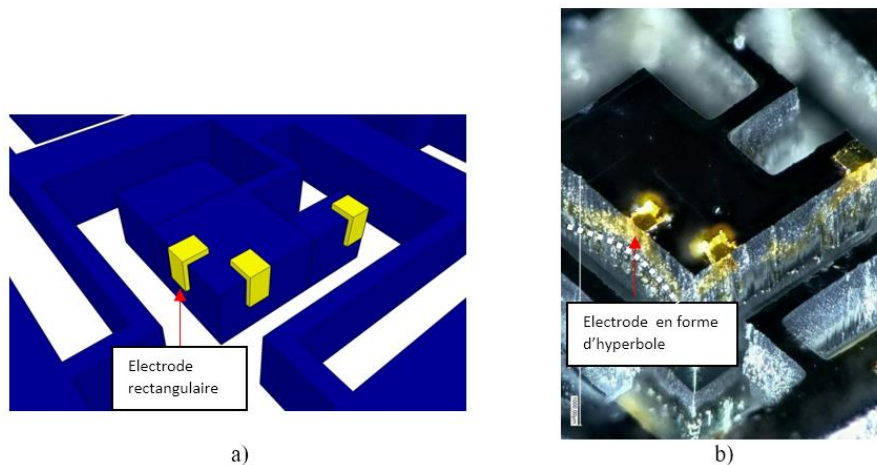 Electrode
rectangulaire
Electrode en forme
d'hyperbole
a)
b)